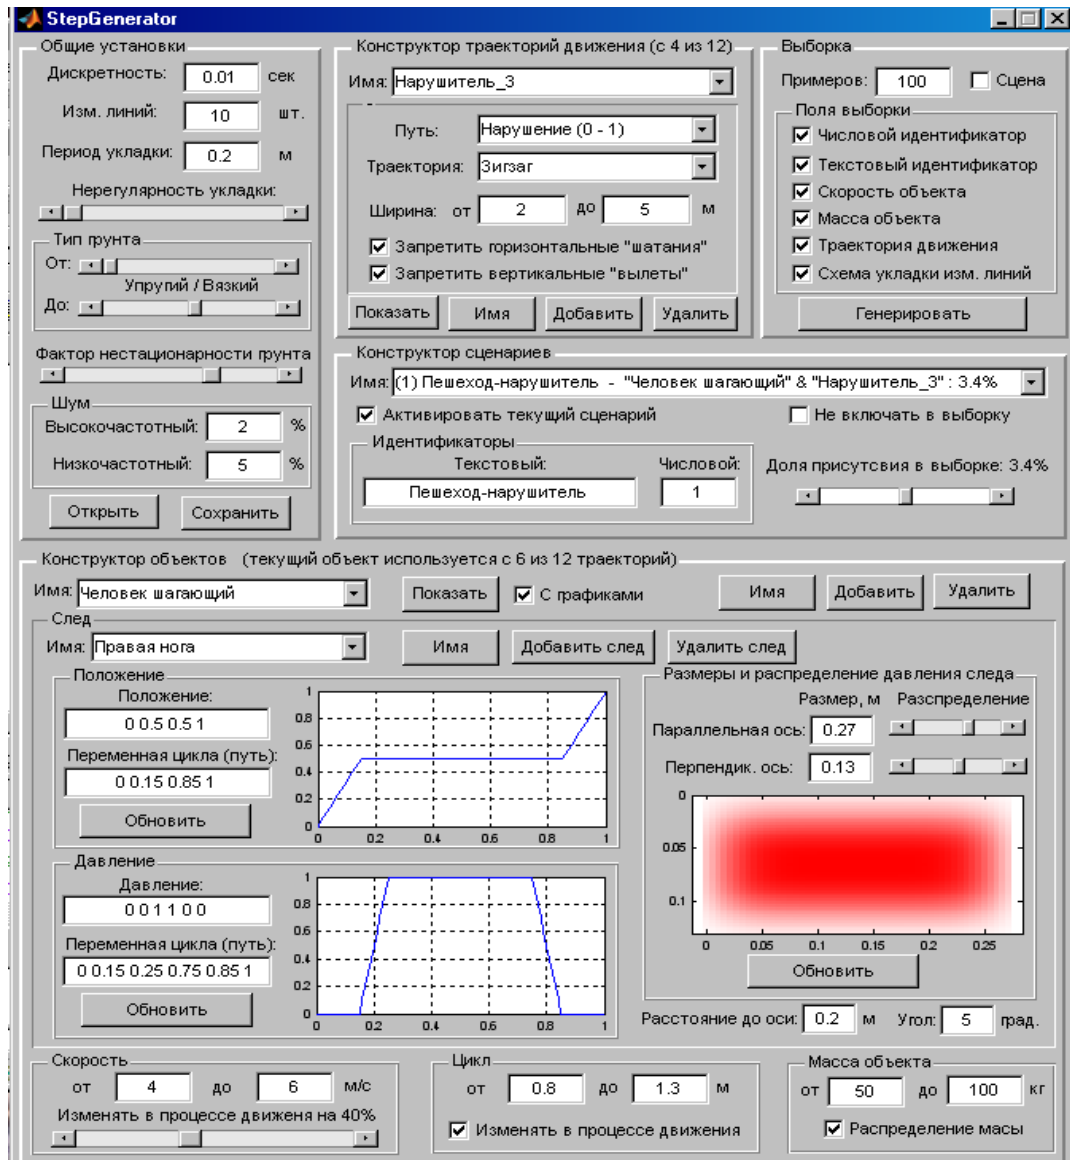 StepGenerator
Общие установки
Дискретность: 0.01 сек
Изм. линий: 10 шт.
Период укладки: 0.2 м
Нерегулярность укладки:
Тип грунта
От:
Упругий / Вязкий
До:
Фактор нестационарности грунта
Шум
Высокочастотный: 2 %
Низкочастотный: 5 %
Открыть Сохранить
Конструктор траекторий движения (с 4 из 12)
Имя: Нарушитель_3
Путь: Нарушение (0 - 1)
Траектория: Зигзаг
Ширина: от 2 до 5 м
Запретить горизонтальные "шатания"
Запретить вертикальные "вылеты"
Показать Имя Добавить Удалить
Выборка
Примеров: 100 Сцена
Поля выборки
Числовой идентификатор
Текстовый идентификатор
Скорость объекта
Масса объекта
Траектория движения
Схема укладки изм. линий
Генерировать
Конструктор сценариев
Имя: (1) Пешеход-нарушитель - "Человек шагающий" & "Нарушитель_3" : 3.4%
Активировать текущий сценарий Не включать в выборку
Идентификаторы
Текстовый: Числовой:
Пешеход-нарушитель 1
Доля присутсвия в выборке: 3.4%
Конструктор объектов (текущий объект используется с 6 из 12 траекторий)
Имя: Человек шагающий Показать С графиками Имя Добавить Удалить
След
Имя: Правая нога Имя Добавить след Удалить след
Положение
Положение:
0 0.5 0.5 1
Переменная цикла (путь):
0 0.15 0.85 1
Обновить
1
0.8
0.6
0.4
0.2
0
0 0.2 0.4 0.6 0.8 1
Давление
Давление:
0 0 1 1 0 0
Переменная цикла (путь):
0 0.15 0.25 0.75 0.85 1
Обновить
1
0.8
0.6
0.4
0.2
0
0 0.2 0.4 0.6 0.8 1
Размеры и распределение давления следа
Размер, м Разспределение
Параллельная ось: 0.27
Перпендик. ось: 0.13
0
0.05
0.1
0 0.05 0.1 0.15 0.2 0.25
Обновить
Расстояние до оси: 0.2 м Угол: 5 град.
Скорость
от 4 до 6 м/с
Изменять в процессе движеня на 40%
Цикл
от 0.8 до 1.3 м
Изменять в процессе движения
Масса объекта
от 50 до 100 кг
Распределение масы